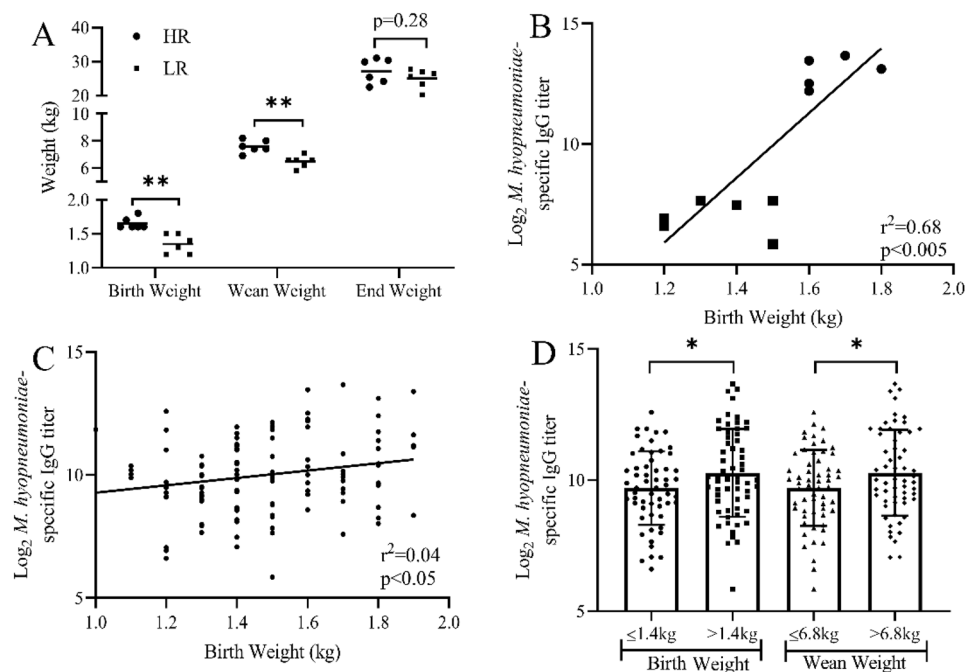 A
HR
LR
p=0.28
**
**
Weight (kg)
40
30
20
8
6
2.0
1.5
1.0
Birth Weight
Wean Weight
End Weight
B
Log₂ M. hyopneumoniae-
specific IgG titer
15
10
5
r²=0.68
p<0.005
1.0
1.2
1.4
1.6
1.8
2.0
Birth Weight (kg)
C
Log₂ M. hyopneumoniae-
specific IgG titer
15
10
5
r²=0.04
p<0.05
1.0
1.2
1.4
1.6
1.8
2.0
Birth Weight (kg)
D
Log₂ M. hyopneumoniae-
specific IgG titer
15
10
5
*
*
≤1.4kg
>1.4kg
≤6.8kg
>6.8kg
Birth Weight
Wean Weight